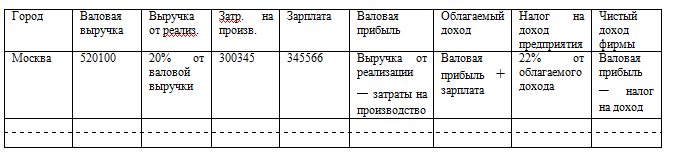 Город Валовая Выручка Затр. на Зарплата Валовая Облагаемый Налог на Чистый
выручка от реализ. произв. прибыль доход доход доход
предприятия фирмы
Москва 520100 20% от 300345 345566 Выручка от Валовая 22% от Валовая
валовой реализации прибыль + облагаемого прибыль
выручки — затраты на зарплата дохода — налог
производство на доход